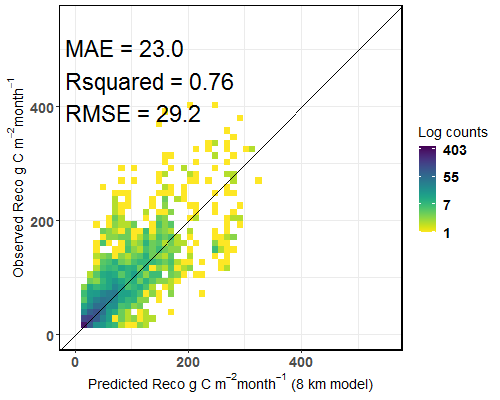 MAE = 23.0
Rsquared = 0.76
RMSE = 29.2
Observed Reco g C m⁻²month⁻¹
400
200
0
0 200 400
Predicted Reco g C m⁻²month⁻¹ (8 km model)
Log counts
403
55
7
1